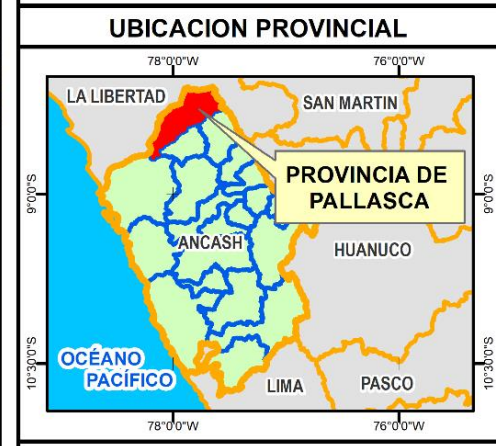 UBICACION PROVINCIAL
78°0'0"W
76°0'0"W
LA LIBERTAD
SAN MARTIN
PROVINCIA DE
PALLASCA
9°0'0"S
9°0'0"S
ANCASH
HUANUCO
OCÉANO
PACÍFICO
10°30'0"S
10°30'0"S
LIMA
PASCO
78°0'0"W
76°0'0"W